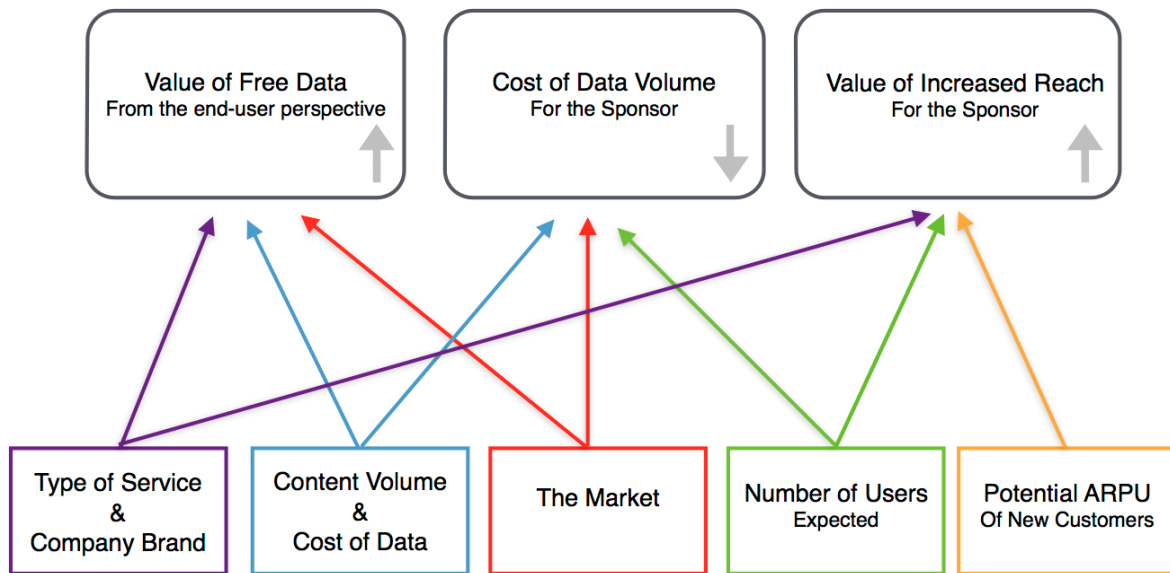 Value of Free Data
From the end-user perspective
Cost of Data Volume
For the Sponsor
Value of Increased Reach
For the Sponsor
Type of Service
&
Company Brand
Content Volume
&
Cost of Data
The Market
Number of Users
Expected
Potential ARPU
Of New Customers